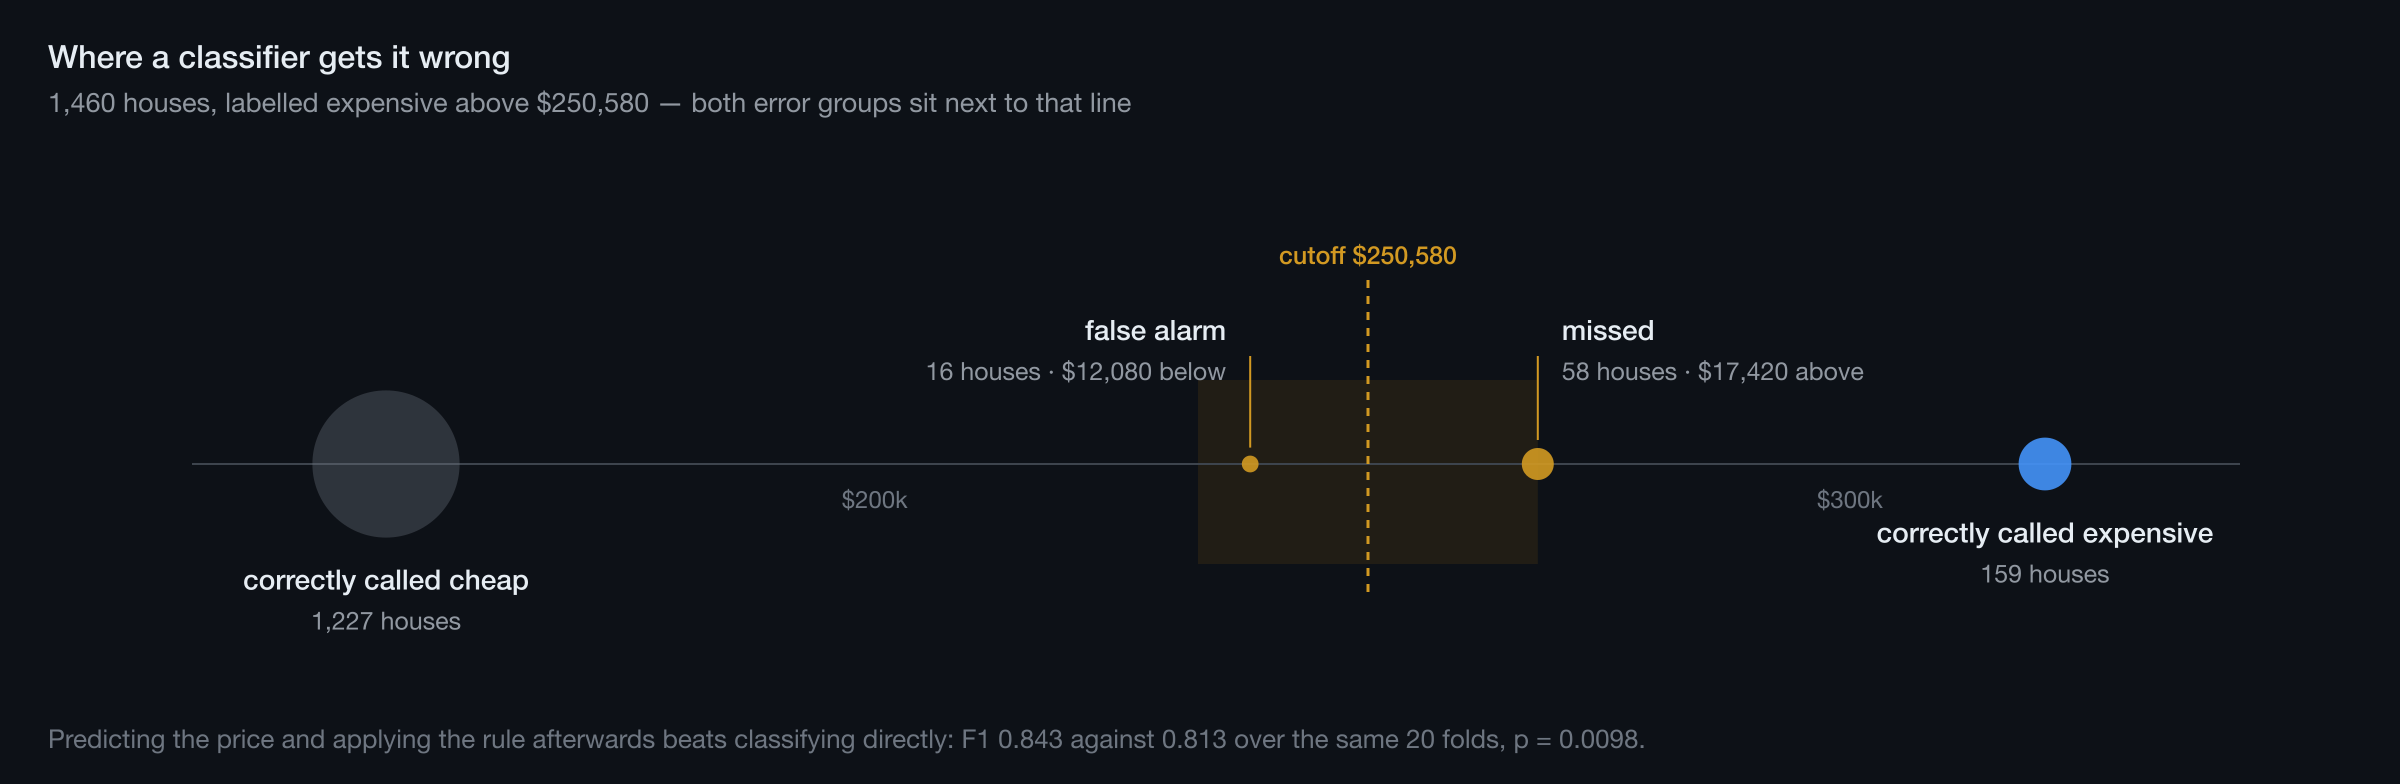 Where a classifier gets it wrong
1,460 houses, labelled expensive above $250,580 — both error groups sit next to that line
cutoff $250,580
false alarm
16 houses · $12,080 below
missed
58 houses · $17,420 above
$200k
$300k
correctly called expensive
159 houses
correctly called cheap
1,227 houses
Predicting the price and applying the rule afterwards beats classifying directly: F1 0.843 against 0.813 over the same 20 folds, p = 0.0098.